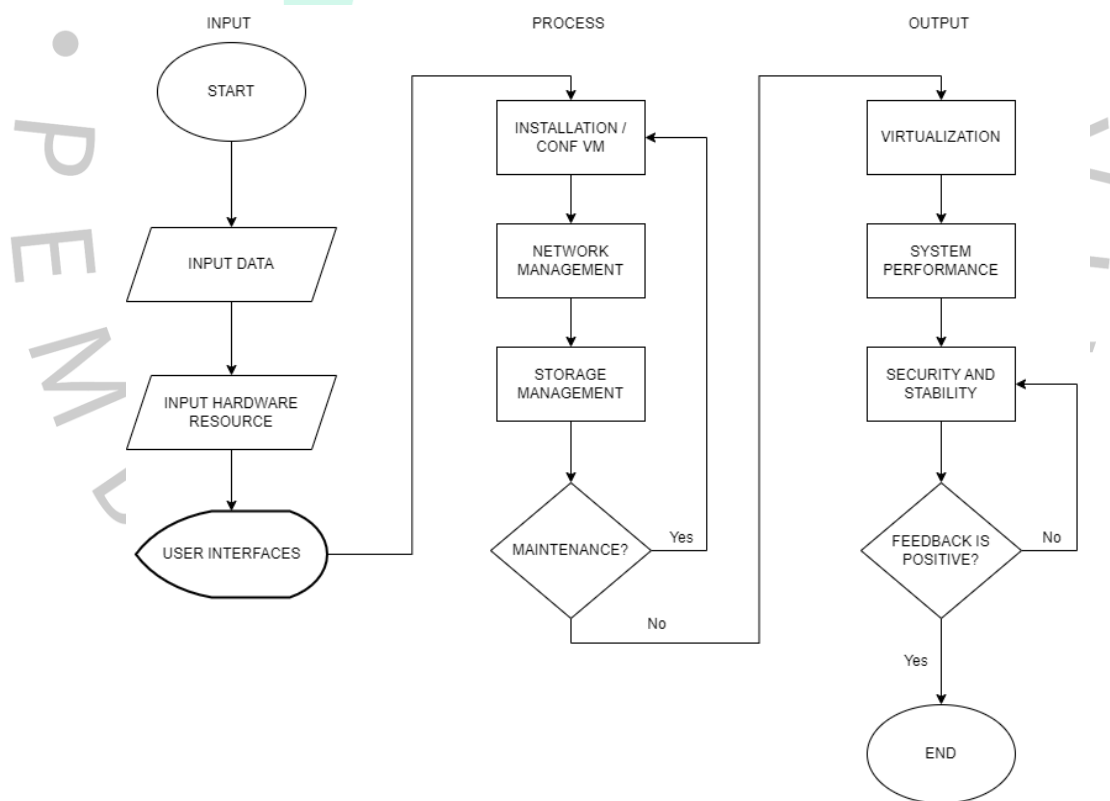 INPUT
START
INPUT DATA
INPUT HARDWARE
RESOURCE
USER INTERFACES
PROCESS
INSTALLATION /
CONF VM
NETWORK
MANAGEMENT
STORAGE
MANAGEMENT
MAINTENANCE?
Yes
No
OUTPUT
VIRTUALIZATION
SYSTEM
PERFORMANCE
SECURITY AND
STABILITY
FEEDBACK IS
POSITIVE?
No
Yes
END
P E M